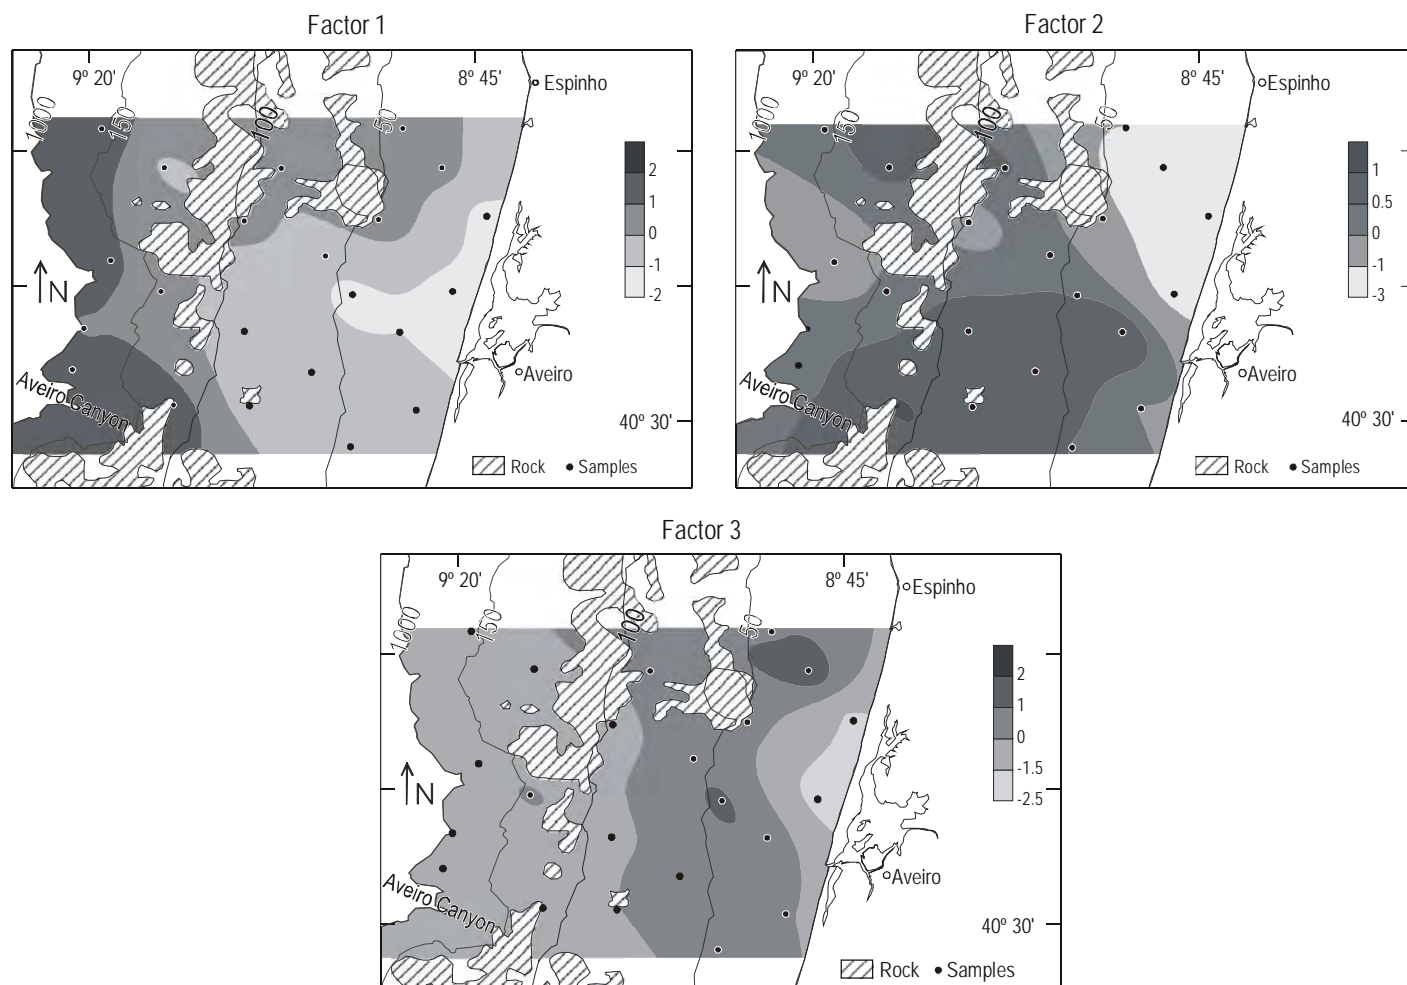 Factor 1
9º 20'
8º 45'
Espinho
1000
150
100
50
2
1
0
-1
-2
N
Aveiro
Aveiro Canyon
40º 30'
Rock
Samples
Factor 2
9º 20'
8º 45'
Espinho
1000
150
100
50
1
0.5
0
-1
-3
N
Aveiro
Aveiro Canyon
40º 30'
Rock
Samples
Factor 3
9º 20'
8º 45'
Espinho
1000
150
100
50
2
1
0
-1.5
-2.5
N
Aveiro
Aveiro Canyon
40º 30'
Rock
Samples